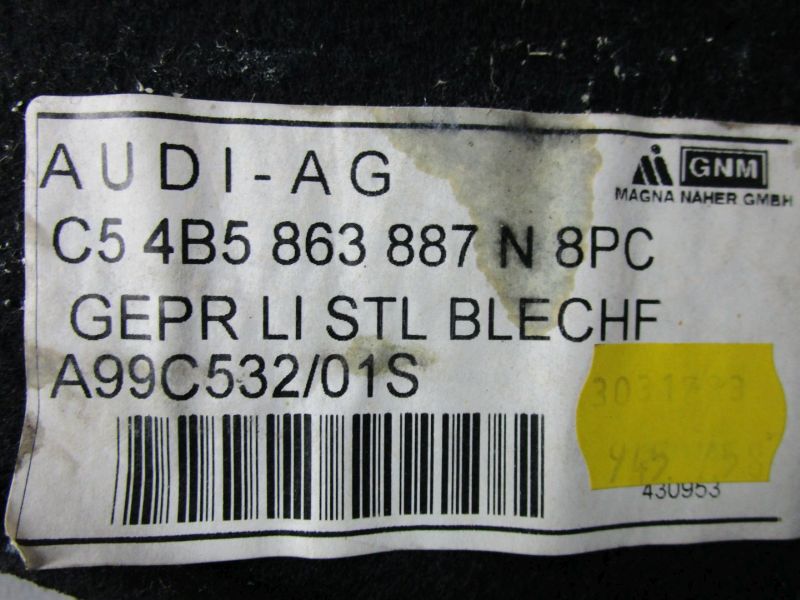 AUDI-AG
GNM
MAGNA NAHER GMBH
C5 4B5 863 887 N 8PC
GEPR LI STL BLECHF
A99C532/01S
430953